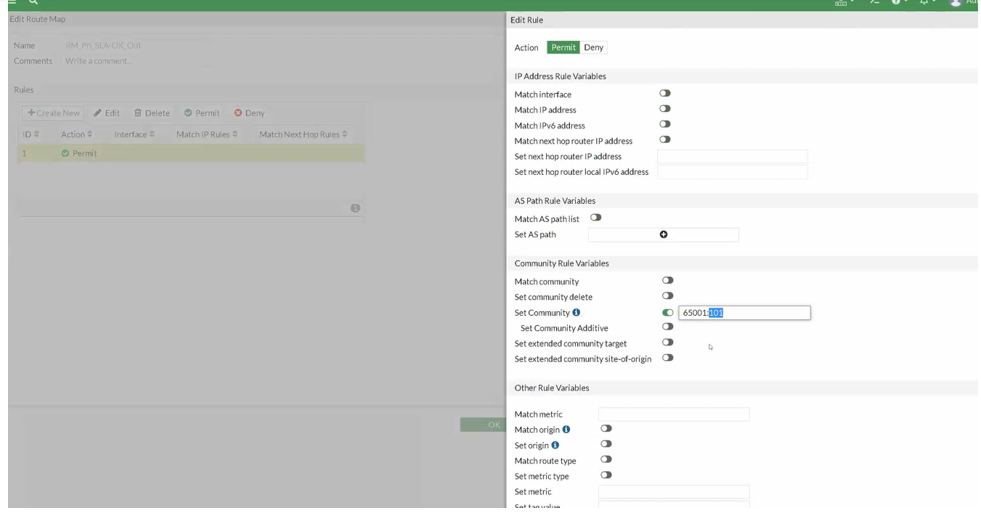 Edit Route Map
Edit Rule
Name RM_Pri_SLA-OK_Out
Comments Write a comment...
Action Permit Deny
IP Address Rule Variables
Rules
Match interface
Create New Edit Delete Permit Deny
Match IP address
Match IPv6 address
ID Action Interface Match IP Rules Match Next Hop Rules
Match next hop router IP address
1 Permit
Set next hop router IP address
Set next hop router local IPv6 address
AS Path Rule Variables
1
Match AS path list
Set AS path
Community Rule Variables
Match community
Set community delete
Set Community 65001:101
Set Community Additive
Set extended community target
Set extended community site-of-origin
Other Rule Variables
Match metric
OK
Match origin
Set origin
Match route type
Set metric type
Set metric
Set tag value